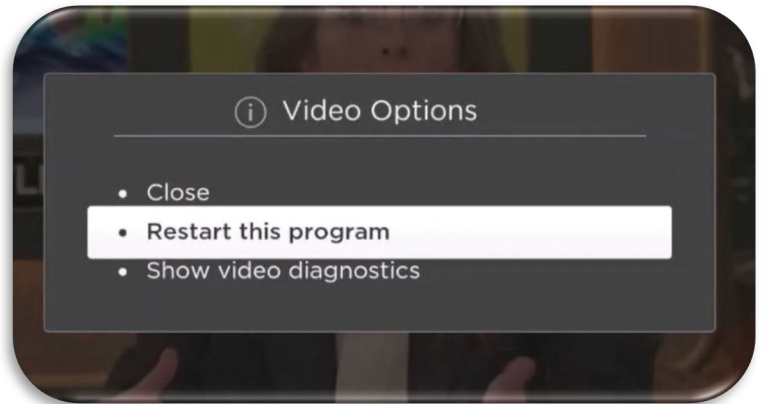 Video Options
• Close
• Restart this program
• Show video diagnostics